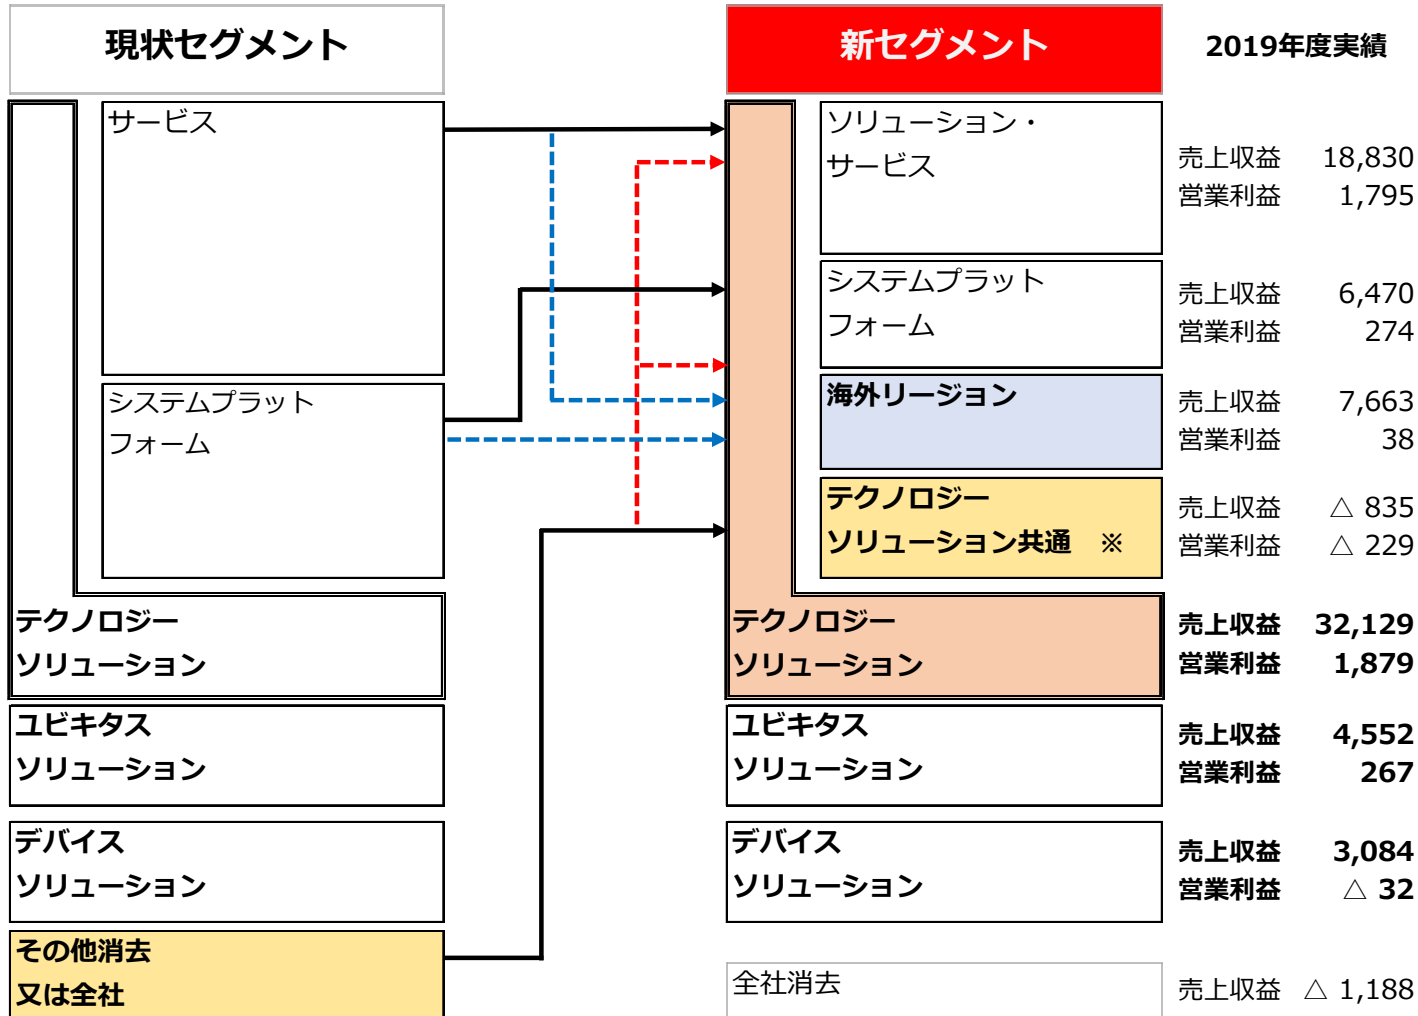 現状セグメント
新セグメント
2019年度実績
サービス
システムプラット
フォーム
テクノロジー
ソリューション
ユビキタス
ソリューション
デバイス
ソリューション
その他消去
又は全社
ソリューション・
サービス
売上収益 18,830
営業利益 1,795
システムプラット
フォーム
売上収益 6,470
営業利益 274
海外リージョン
売上収益 7,663
営業利益 38
テクノロジー
ソリューション共通 ※
売上収益 △ 835
営業利益 △ 229
テクノロジー
ソリューション
売上収益 32,129
営業利益 1,879
ユビキタス
ソリューション
売上収益 4,552
営業利益 267
デバイス
ソリューション
売上収益 3,084
営業利益 △ 32
全社消去
売上収益 △ 1,188